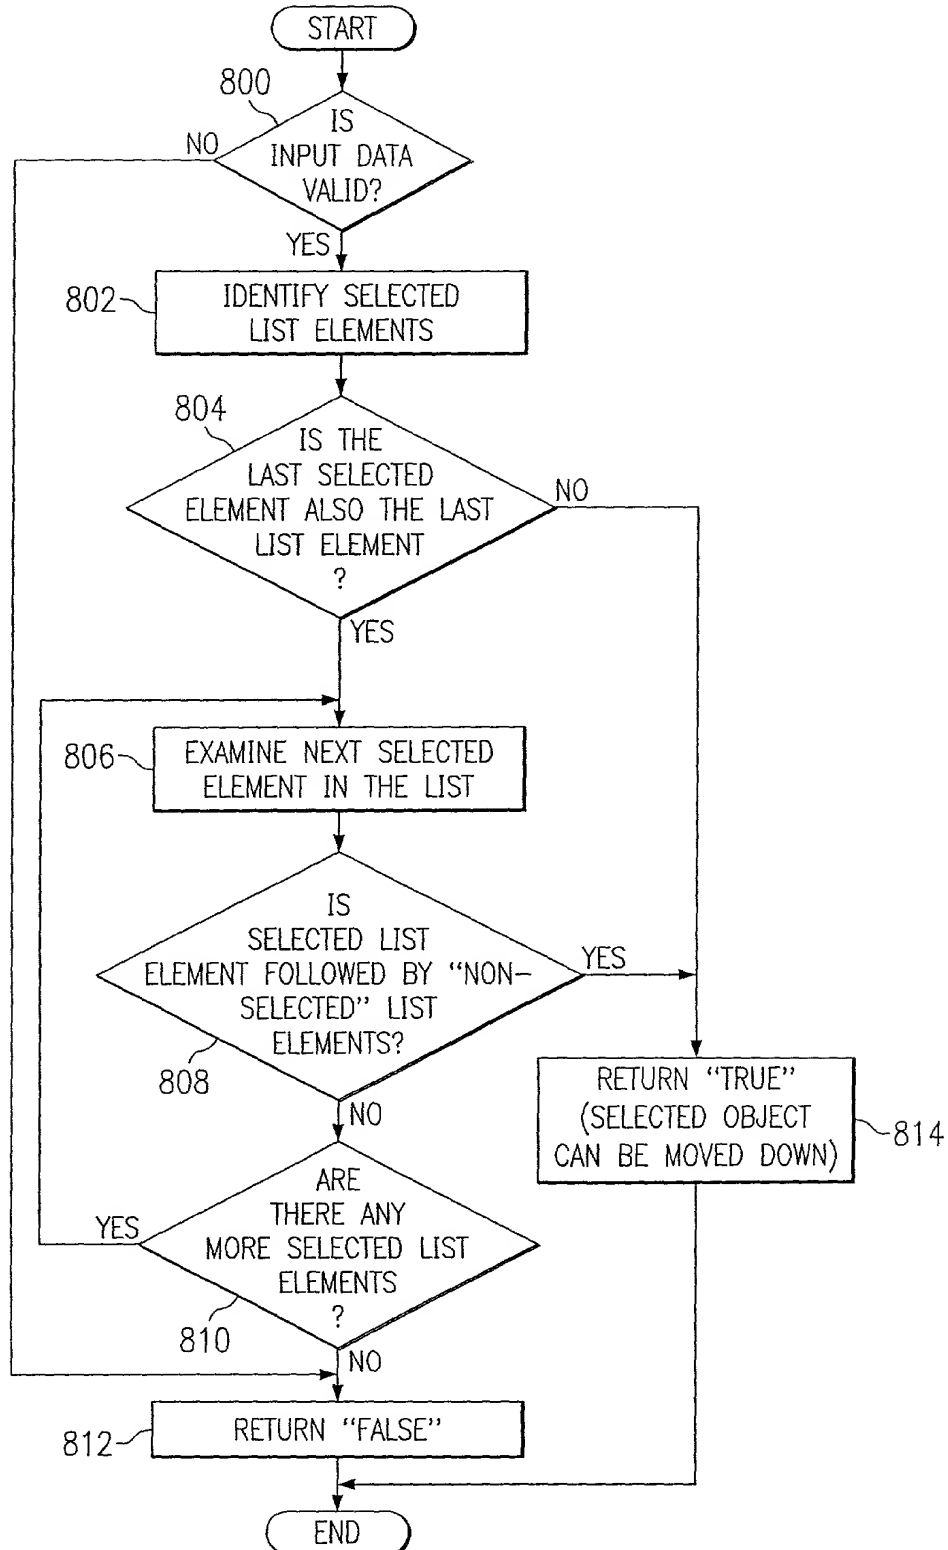 START
800
IS
INPUT DATA
VALID?
NO
YES
802
IDENTIFY SELECTED
LIST ELEMENTS
804
IS THE
LAST SELECTED
ELEMENT ALSO THE LAST
LIST ELEMENT
?
NO
YES
806
EXAMINE NEXT SELECTED
ELEMENT IN THE LIST
IS
SELECTED LIST
ELEMENT FOLLOWED BY “NON-
SELECTED” LIST
ELEMENTS?
YES
808
NO
RETURN “TRUE”
(SELECTED OBJECT
CAN BE MOVED DOWN)
814
ARE
THERE ANY
MORE SELECTED LIST
ELEMENTS
?
YES
810
NO
812
RETURN “FALSE”
END